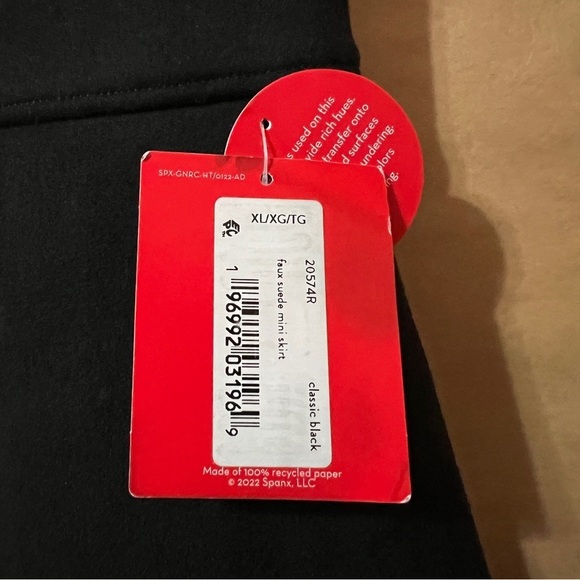 s used on this
vide rich hues.
transfer onto
d surfaces
undering.
lors
SPX-GNRC-HT/0122-AD
XL/XG/TG
20574R
faux suede mini skirt
classic black
1 96992 03196 9
Made of 100% recycled paper
© 2022 Spanx, LLC